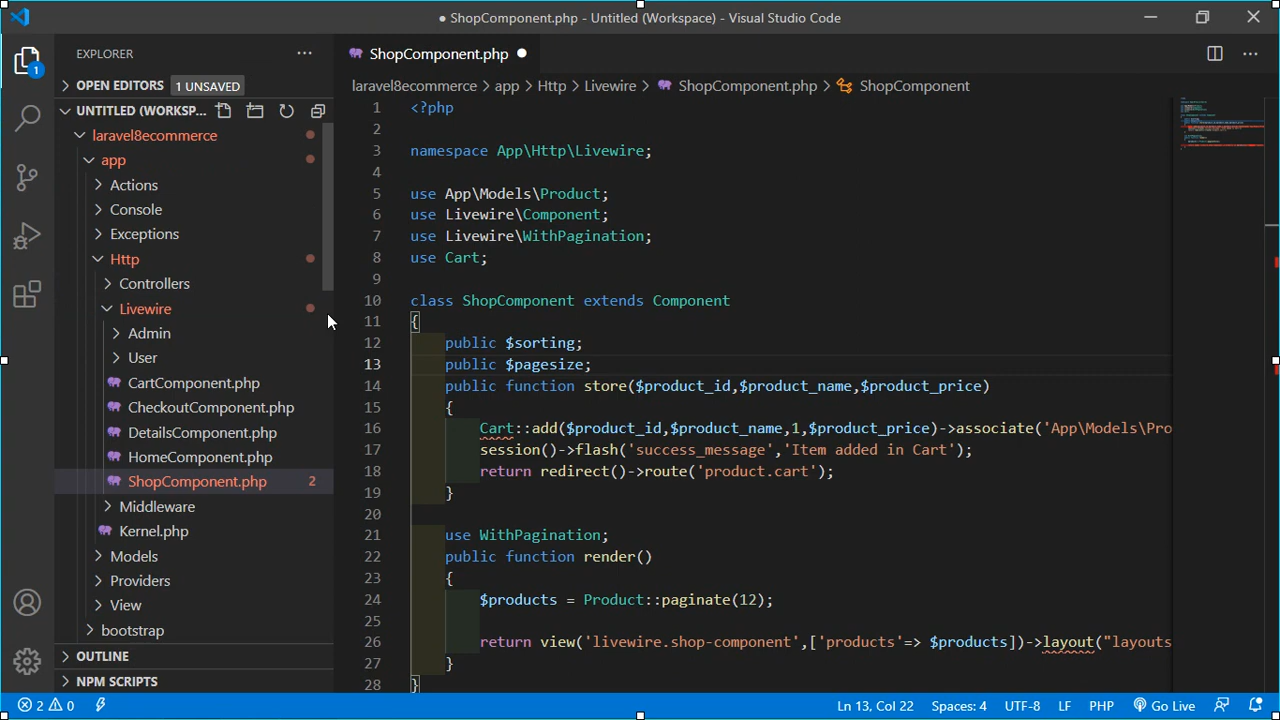 ● ShopComponent.php - Untitled (Workspace) - Visual Studio Code
EXPLORER
ShopComponent.php
1
OPEN EDITORS 1 UNSAVED
laravel8ecommerce > app > Http > Livewire > ShopComponent.php > ShopComponent
UNTITLED (WORKSP...
laravel8ecommerce
app
Actions
Console
Exceptions
Http
Controllers
Livewire
Admin
User
CartComponent.php
CheckoutComponent.php
DetailsComponent.php
HomeComponent.php
ShopComponent.php 2
Middleware
Kernel.php
Models
Providers
View
bootstrap
OUTLINE
NPM SCRIPTS
1 <?php
2
3 namespace App\Http\Livewire;
4
5 use App\Models\Product;
6 use Livewire\Component;
7 use Livewire\WithPagination;
8 use Cart;
9
10 class ShopComponent extends Component
11 {
12 public $sorting;
13 public $pagesize;
14 public function store($product_id,$product_name,$product_price)
15 {
16 Cart::add($product_id,$product_name,1,$product_price)->associate('App\Models\Pro
17 session()->flash('success_message','Item added in Cart');
18 return redirect()->route('product.cart');
19 }
20
21 use WithPagination;
22 public function render()
23 {
24 $products = Product::paginate(12);
25
26 return view('livewire.shop-component',['products'=> $products])->layout("layouts
27 }
28 }
2 0
Ln 13, Col 22 Spaces: 4 UTF-8 LF PHP Go Live